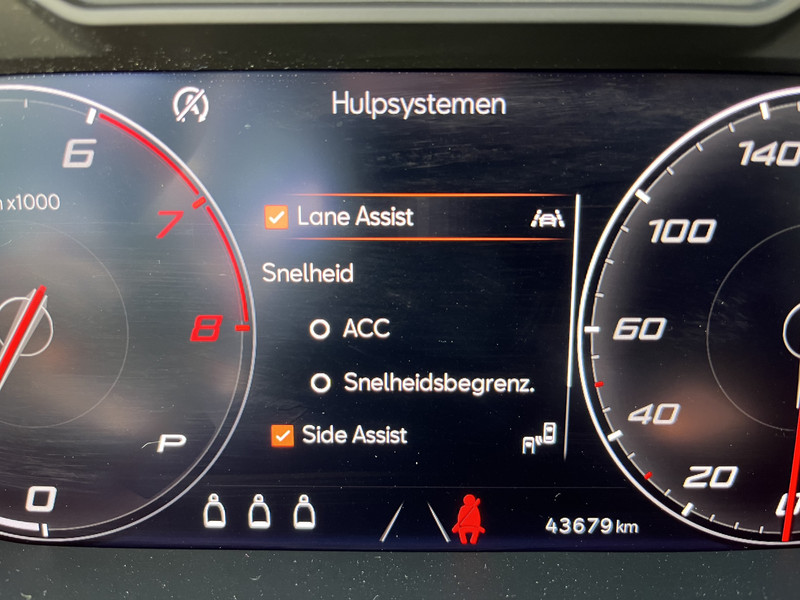 Hulpsystemen
6
x1000
7
8
P
0
Lane Assist
Snelheid
ACC
Snelheidsbegrenz.
Side Assist
140
100
60
40
20
0
43679 km